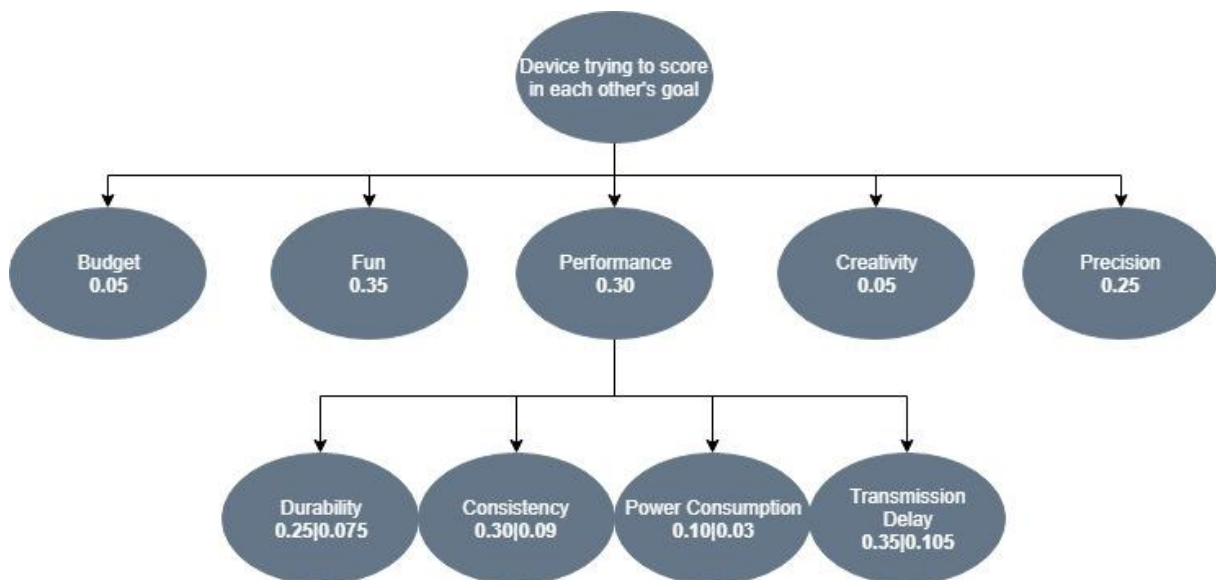 Device trying to score
in each other's goal
Budget
0.05
Fun
0.35
Performance
0.30
Creativity
0.05
Precision
0.25
Durability
0.25|0.075
Consistency
0.30|0.09
Power Consumption
0.10|0.03
Transmission
Delay
0.35|0.105